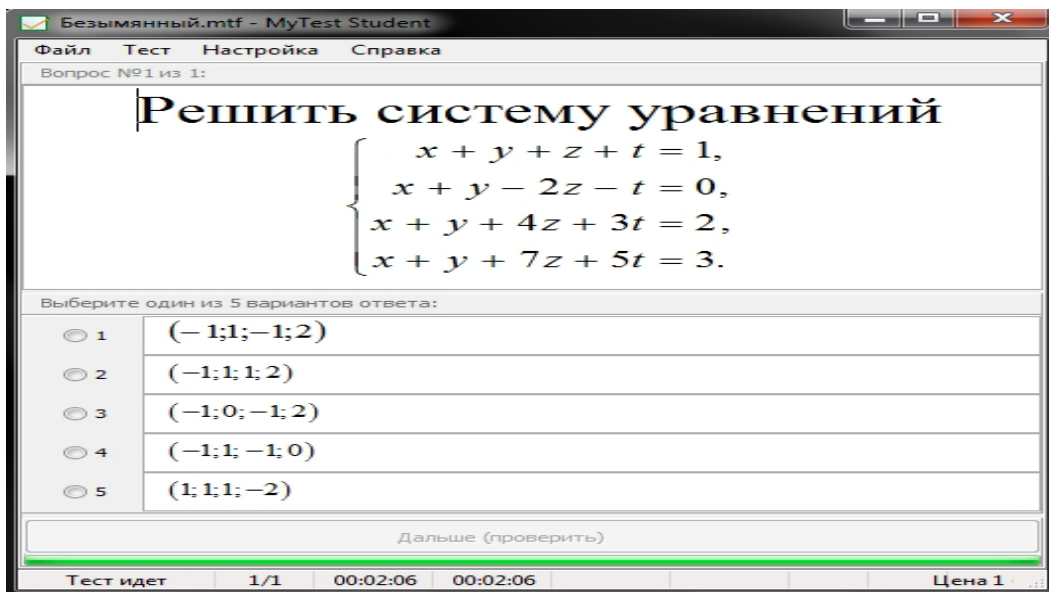 Безымянный.mtf - MyTest Student
Файл Тест Настройка Справка
Вопрос №1 из 1:
Решить систему уравнений
x + y + z + t = 1,
x + y − 2z − t = 0,
x + y + 4z + 3t = 2,
x + y + 7z + 5t = 3.
Выберите один из 5 вариантов ответа:
1 (−1;1;−1;2)
2 (−1;1;1;2)
3 (−1;0;−1;2)
4 (−1;1;−1;0)
5 (1;1;1;−2)
Дальше (проверить)
Тест идет 1/1 00:02:06 00:02:06 Цена 1